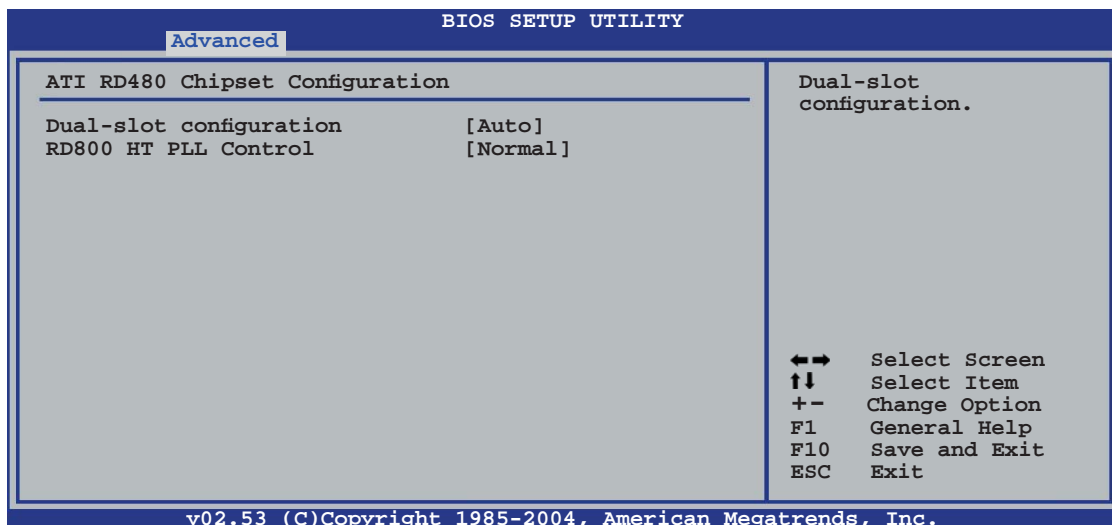 BIOS SETUP UTILITY
Advanced
ATI RD480 Chipset Configuration
Dual-slot configuration [Auto]
RD800 HT PLL Control [Normal]
Dual-slot
configuration.
←→ Select Screen
↑↓ Select Item
+- Change Option
F1 General Help
F10 Save and Exit
ESC Exit
v02.53 (C)Copyright 1985-2004, American Megatrends, Inc.